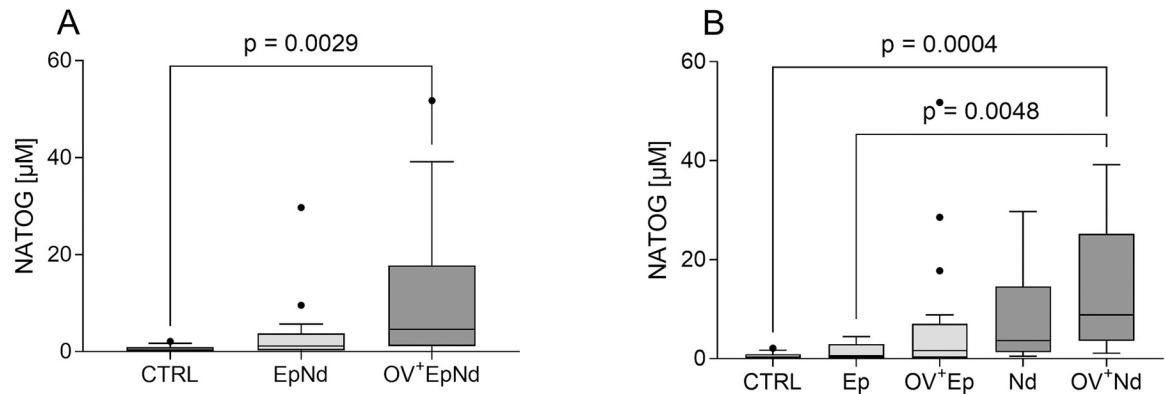 A
p = 0.0029
NATOG [µM]
60
40
20
0
CTRL EpNd OV⁺EpNd
B
p = 0.0004
p = 0.0048
NATOG [µM]
60
40
20
0
CTRL Ep OV⁺Ep Nd OV⁺Nd